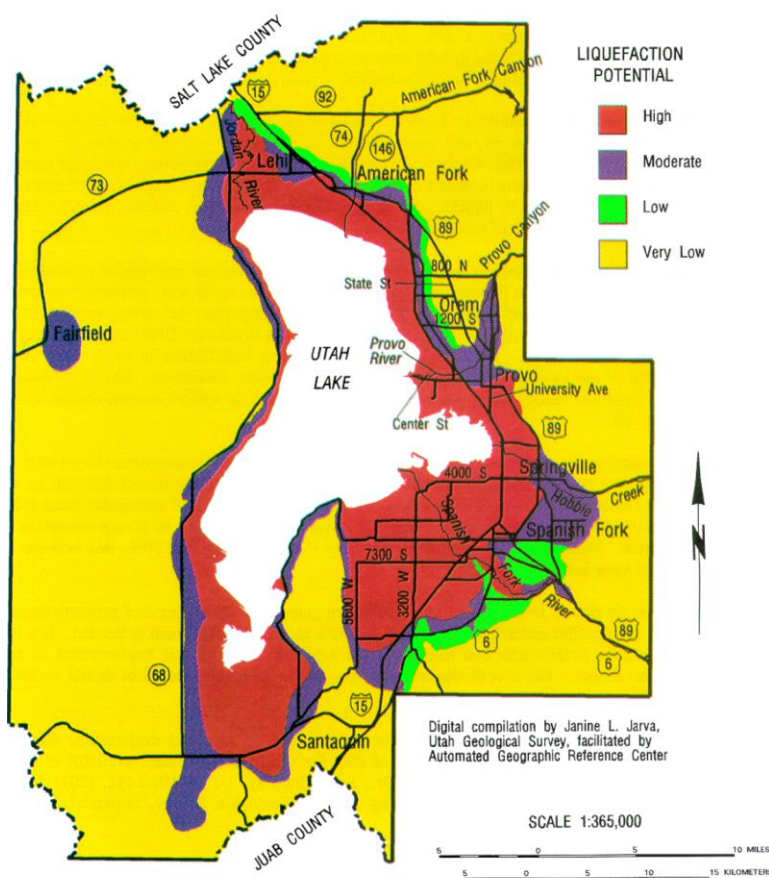 SALT LAKE COUNTY
LIQUEFACTION
POTENTIAL
High
Moderate
Low
Very Low
15
92
American Fork Canyon
74
146
Jordan
River
Lehi
American Fork
73
89
Provo Canyon
800 N
State St
Orem
1200 S
Fairfield
UTAH
LAKE
Provo
River
Provo
University Ave
Center St
89
4000 S
Springville
Hobble
Creek
Spanish
Fork
River
Spanish Fork
7300 S
5600 W
3200 W
6
89
6
68
15
Santaquin
N
JUAB COUNTY
Digital compilation by Janine L. Jarva,
Utah Geological Survey, facilitated by
Automated Geographic Reference Center
SCALE 1:365,000
5 0 5 10 MILES
5 0 5 10 15 KILOMETERS